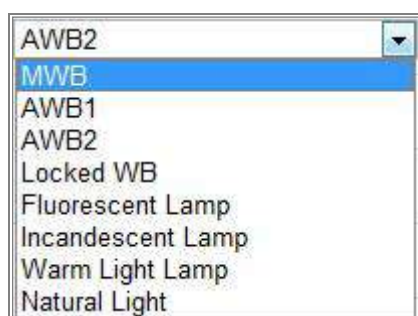 AWB2
MWB
AWB1
AWB2
Locked WB
Fluorescent Lamp
Incandescent Lamp
Warm Light Lamp
Natural Light